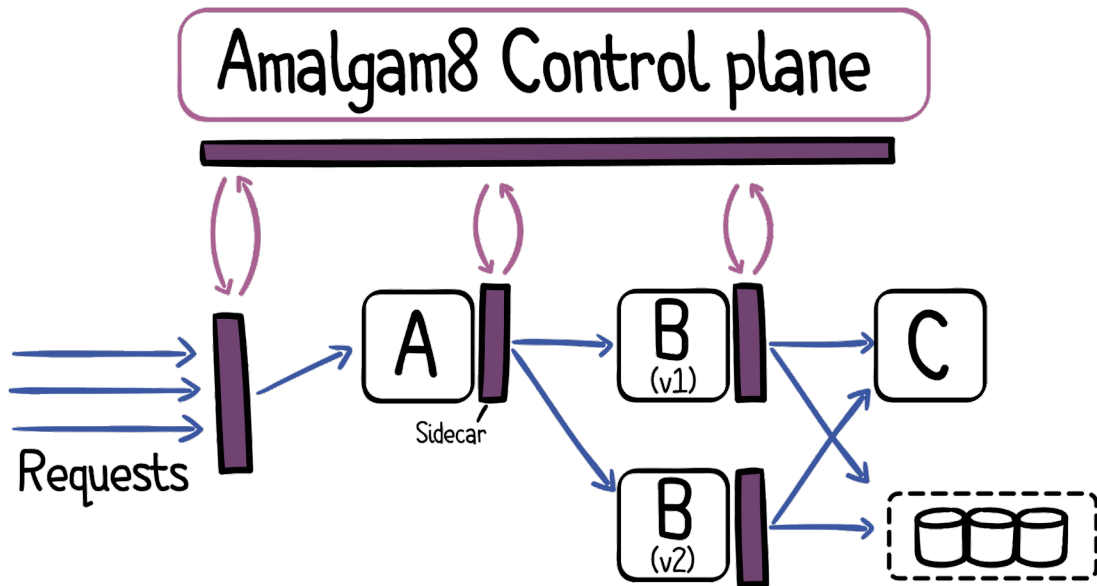 Amalgam8 Control plane
A
B
(v1)
C
Sidecar
Requests
B
(v2)